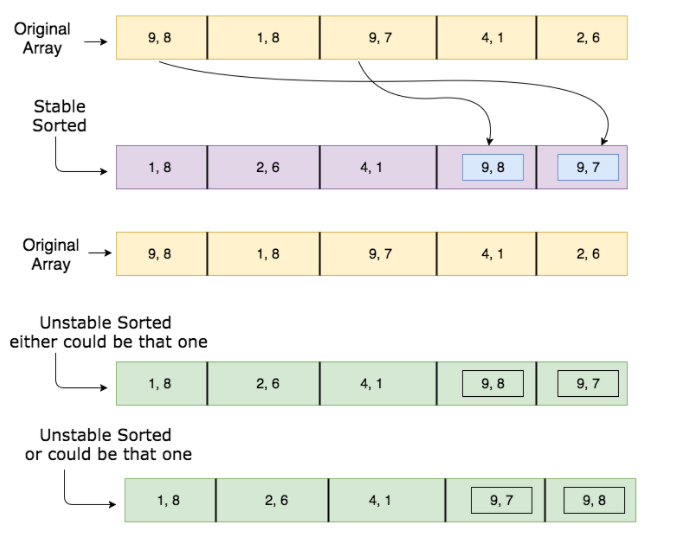 Original
Array
9, 8 1, 8 9, 7 4, 1 2, 6
Stable
Sorted
1, 8 2, 6 4, 1 9, 8 9, 7
Original
Array
9, 8 1, 8 9, 7 4, 1 2, 6
Unstable Sorted
either could be that one
1, 8 2, 6 4, 1 9, 8 9, 7
Unstable Sorted
or could be that one
1, 8 2, 6 4, 1 9, 7 9, 8